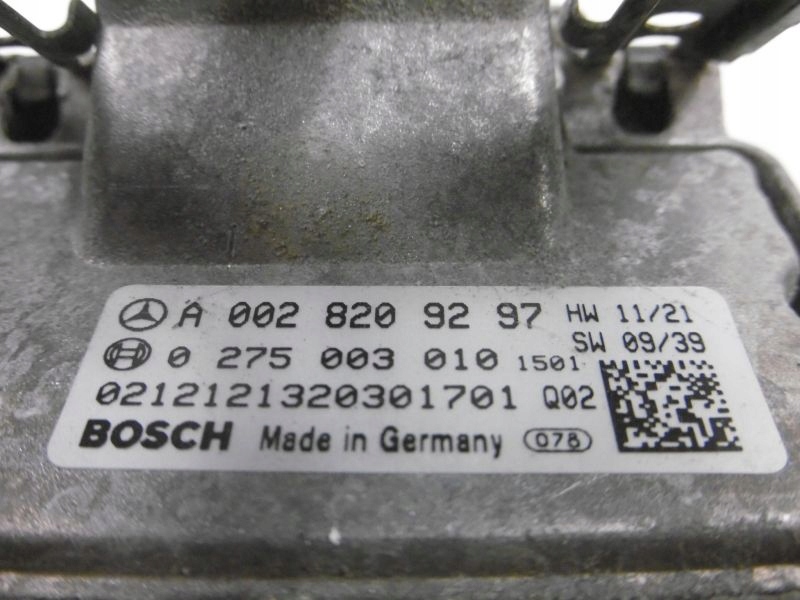 A 002 820 92 97 HW 11/21
SW 09/39
0 275 003 010 1501
0212121320301701 Q02
BOSCH Made in Germany 078